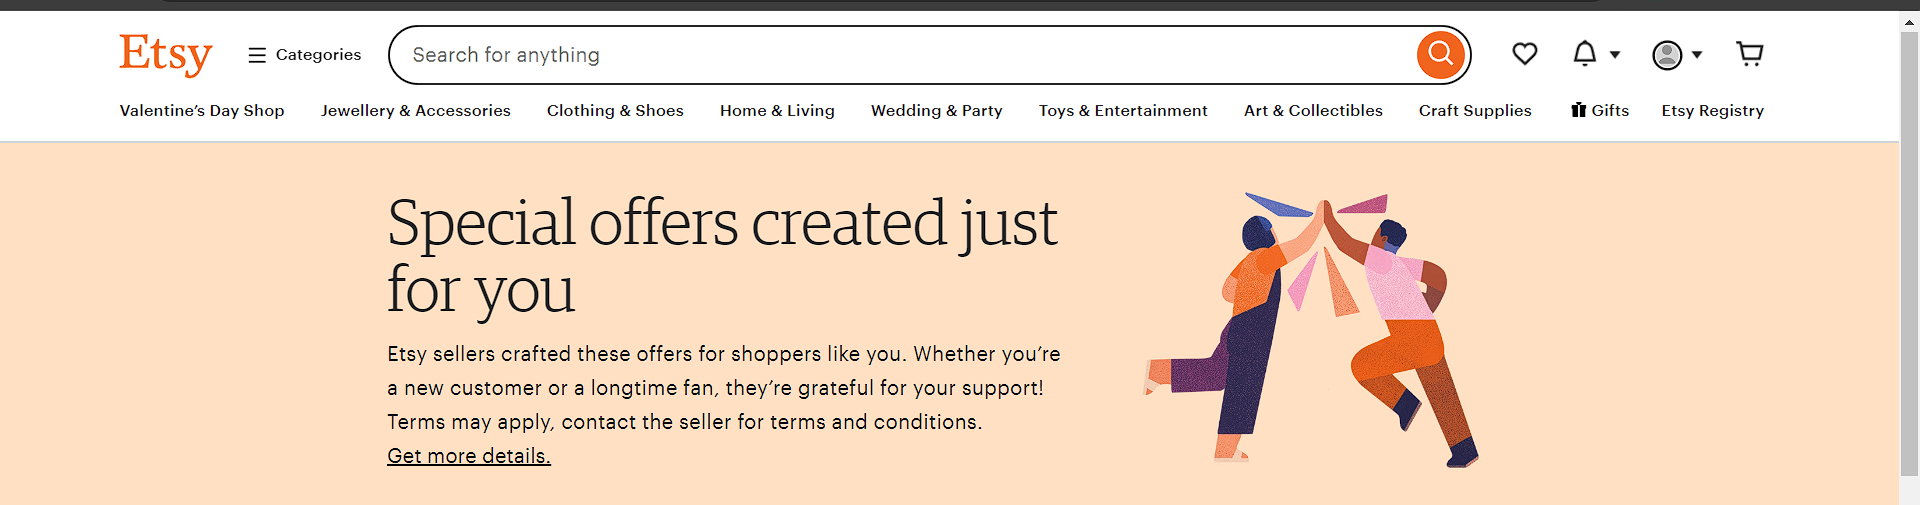 Etsy
Categories
Search for anything
Valentine’s Day Shop
Jewellery & Accessories
Clothing & Shoes
Home & Living
Wedding & Party
Toys & Entertainment
Art & Collectibles
Craft Supplies
Gifts
Etsy Registry
Special offers created just
for you
Etsy sellers crafted these offers for shoppers like you. Whether you’re
a new customer or a longtime fan, they’re grateful for your support!
Terms may apply, contact the seller for terms and conditions.
Get more details.